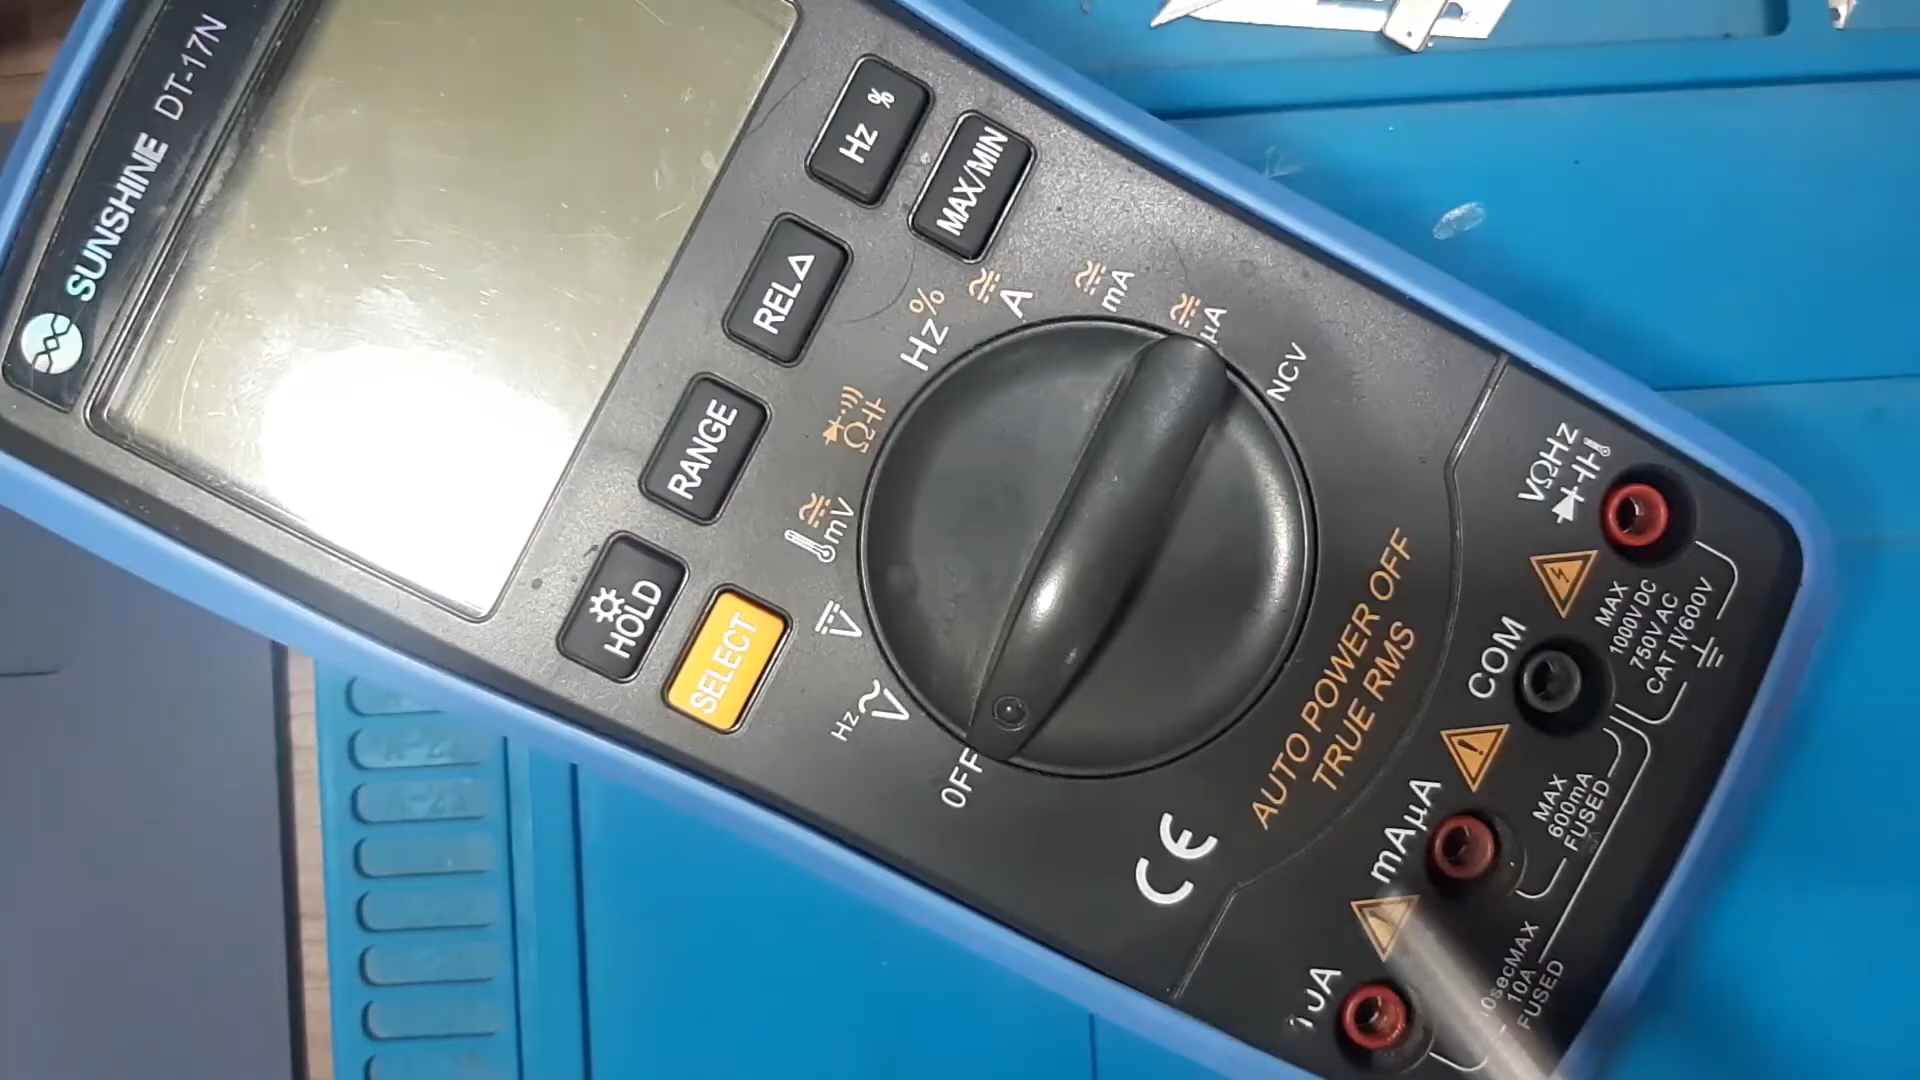 SUNSHINE DT-17N
Hz %
MAX/MIN
REL△
RANGE
HOLD
SELECT
OFF
Hz V
V
mV
Ω
Hz%
A
mA
µA
NCV
AUTO POWER OFF
TRUE RMS
CE
VΩHz
COM
mAµA
MAX
1000V DC
750V AC
CAT IV600V
MAX
600mA
FUSED
10A
FUSED